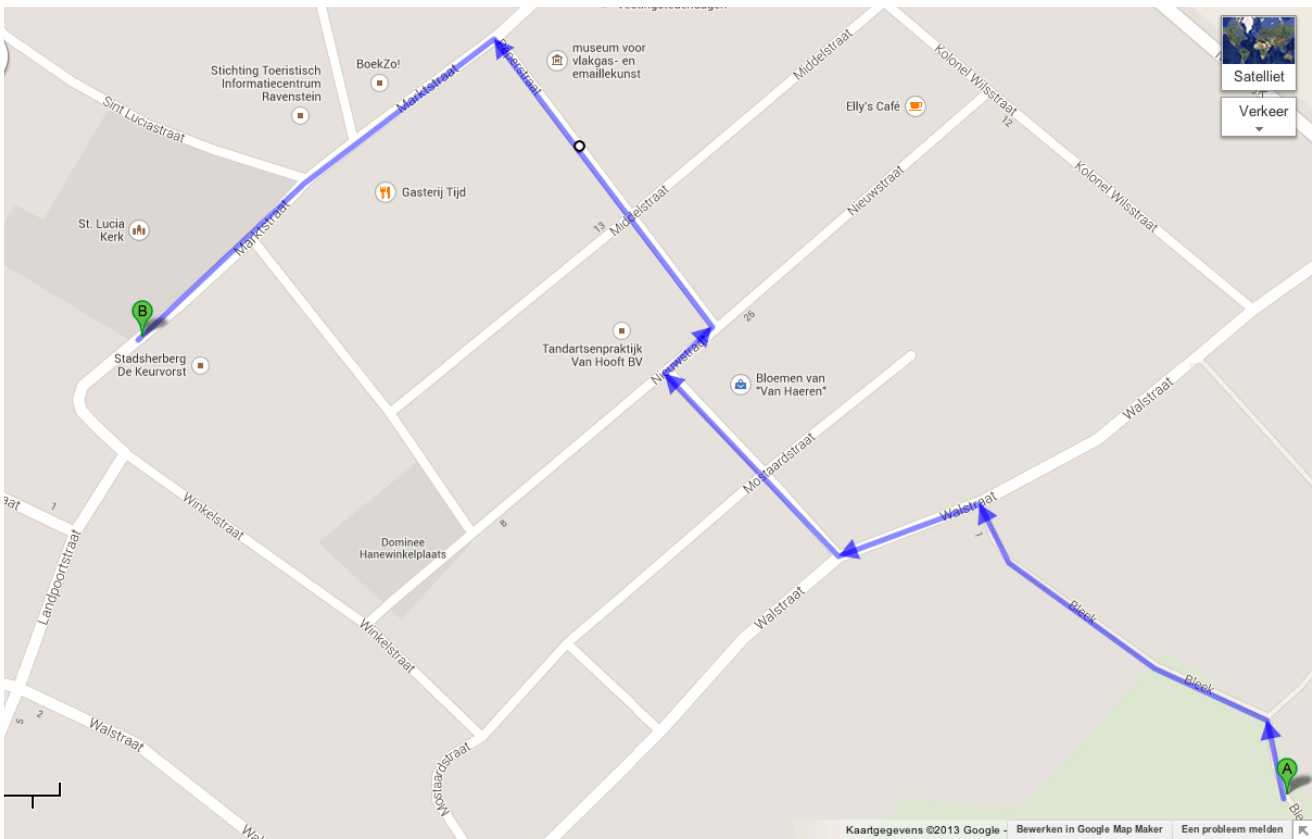 museum voor
vlakgas- en
emaillekunst
BoekZo!
Stichting Toeristisch
Informatiecentrum
Ravenstein
Marktstraat
Middelstraat
Kolonel Wilsstraat
Satelliet
Verkeer
Elly's Café
12
Sint Luciastraat
Gasterij Tijd
Nieuwstraat
Kolonel Wilsstraat
St. Lucia
Kerk
Marktstraat
13
Middelstraat
B
26
Stadsherberg
De Keurvorst
Tandartsenpraktijk
Van Hooft BV
Nieuwstraat
Bloemen van
"Van Haeren"
Walstraat
Mostaardstraat
1
Winkelstraat
8
Walstraat
1
Dominee
Hanewinkelplaats
Landpoortstraat
Bleek
Walstraat
Winkelstraat
Bleek
5
2
Walstraat
Mostaardstraat
A
Kaartgegevens ©2013 Google -
Bewerken in Google Map Maker
Een probleem melden